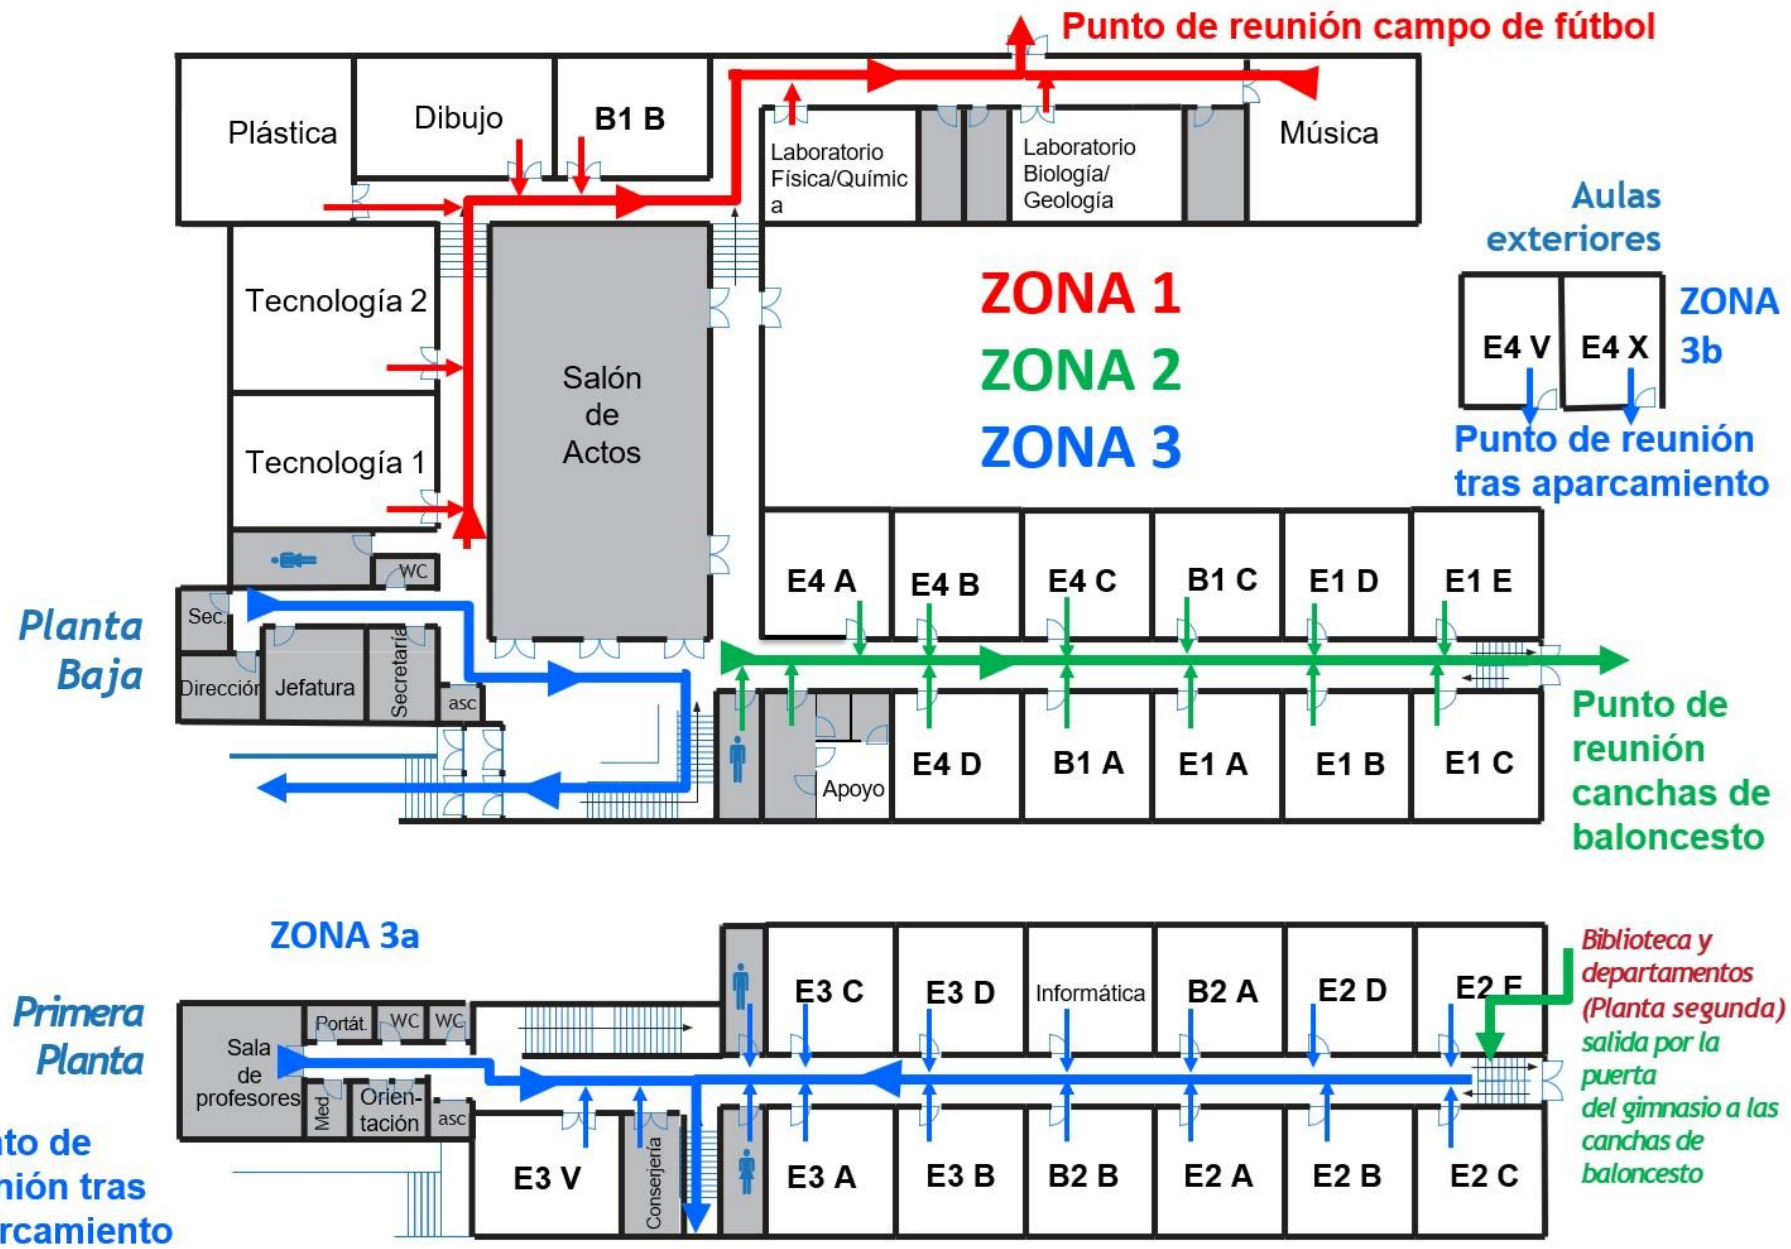 Punto de reunión campo de fútbol
Plástica
Dibujo
B1 B
Laboratorio
Física/Químic
a
Laboratorio
Biología/
Geología
Música
Aulas
exteriores
Tecnología 2
Salón
de
Actos
ZONA 1
ZONA 2
ZONA 3
E4 V
E4 X
ZONA
3b
Punto de reunión
tras aparcamiento
Tecnología 1
WC
Planta
Baja
Sec.
Dirección
Jefatura
Secretaría
asc
E4 A
E4 B
E4 C
B1 C
E1 D
E1 E
Apoyo
E4 D
B1 A
E1 A
E1 B
E1 C
Punto de
reunión
canchas de
baloncesto
ZONA 3a
Primera
Planta
Sala
de
profesores
Portát.
WC
WC
Med
Orien-
tación
asc
E3 C
E3 D
Informática
B2 A
E2 D
E2 E
E3 V
Conserjería
E3 A
E3 B
B2 B
E2 A
E2 B
E2 C
Biblioteca y
departamentos
(Planta segunda)
salida por la
puerta
del gimnasio a las
canchas de
baloncesto
nto de
nión tras
arcamiento